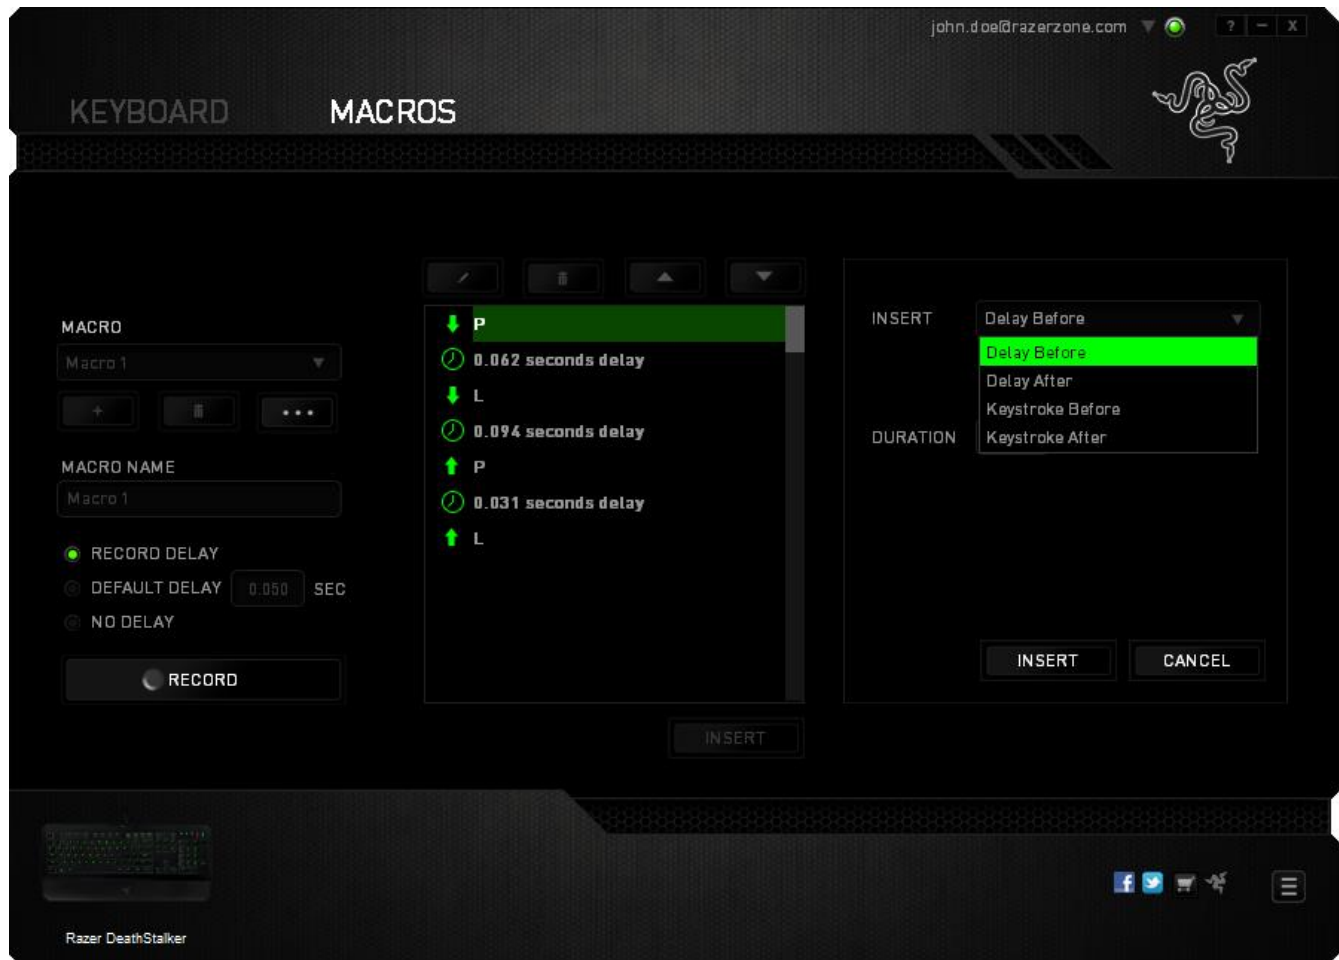 john.doe@razerzone.com
? — X
KEYBOARD MACROS
MACRO
Macro 1
MACRO NAME
Macro 1
RECORD DELAY
DEFAULT DELAY 0.050 SEC
NO DELAY
RECORD
P
0.062 seconds delay
L
0.094 seconds delay
P
0.031 seconds delay
L
INSERT
INSERT Delay Before
Delay Before
Delay After
Keystroke Before
Keystroke After
DURATION
INSERT CANCEL
Razer DeathStalker